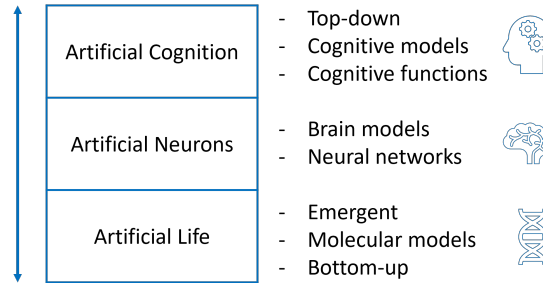 Artificial Cognition
- Top-down
- Cognitive models
- Cognitive functions
Artificial Neurons
- Brain models
- Neural networks
Artificial Life
- Emergent
- Molecular models
- Bottom-up